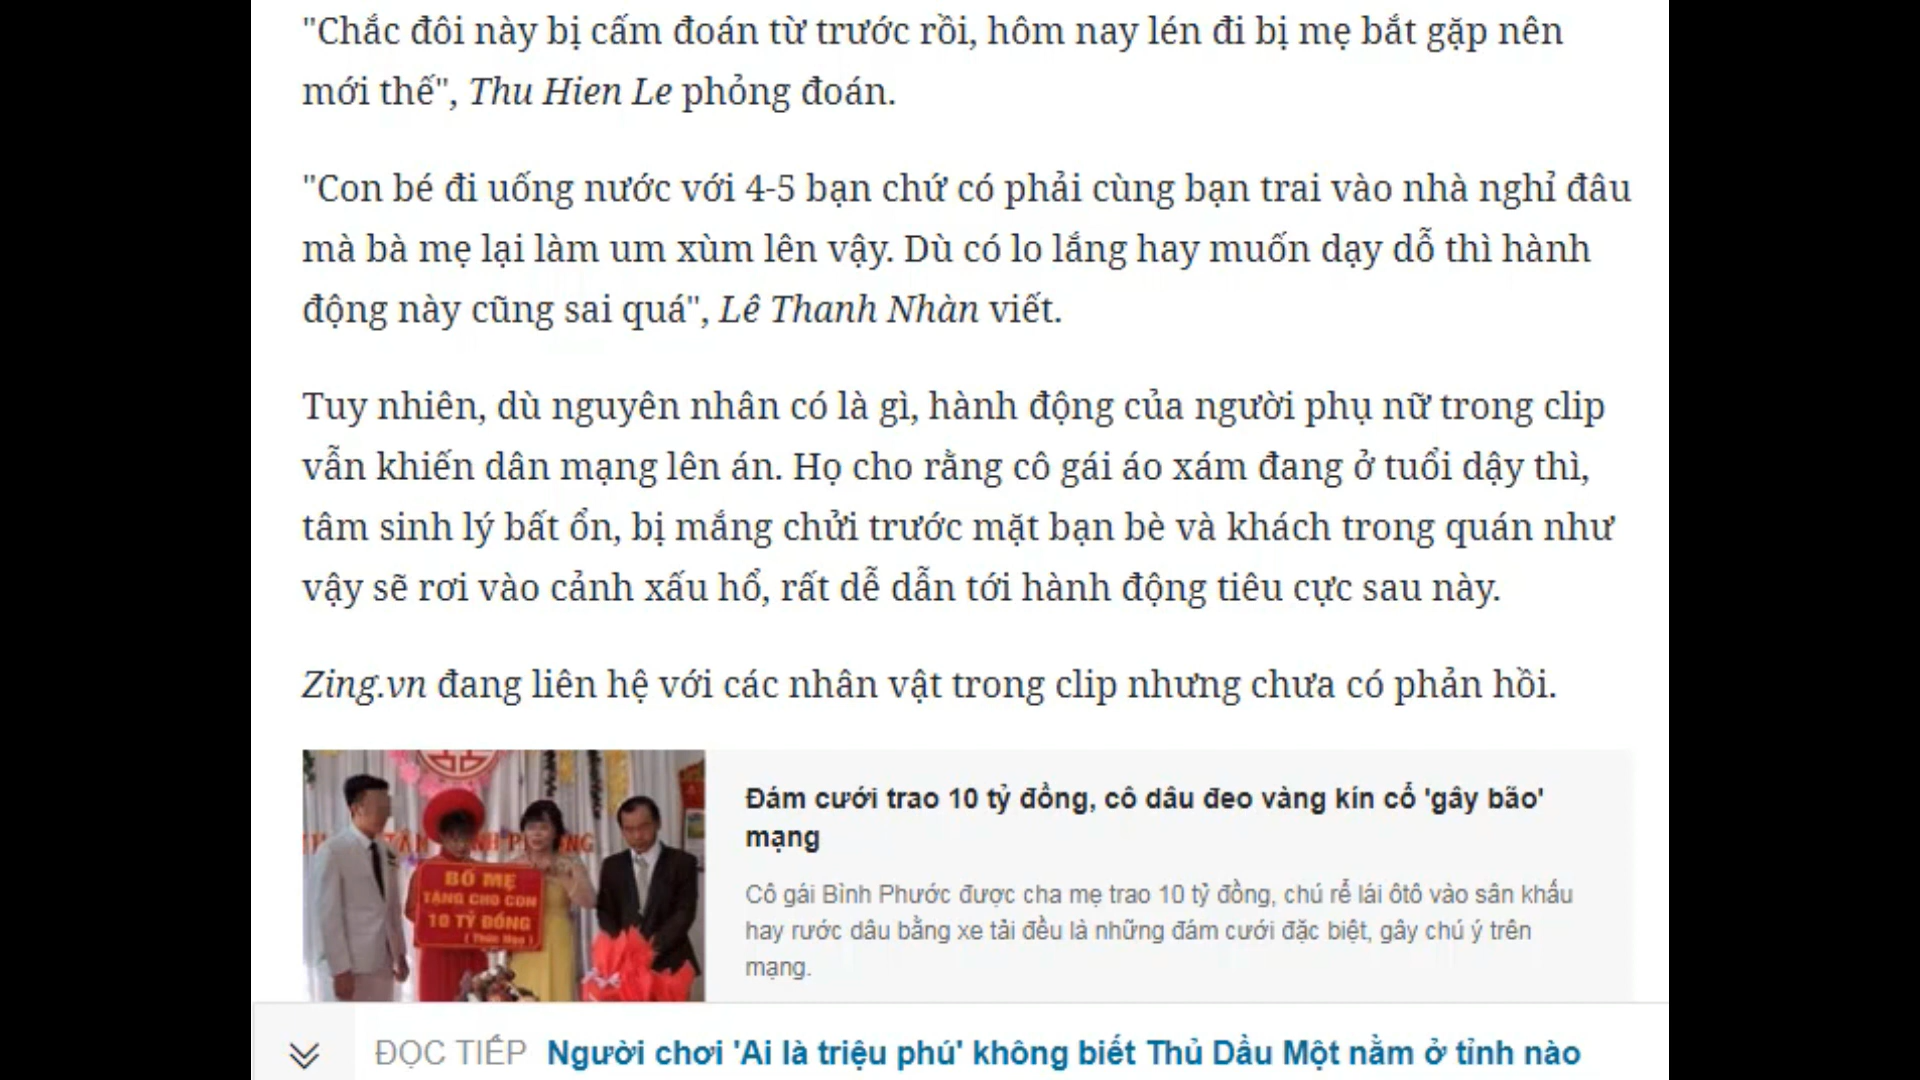 "Chắc đôi này bị cấm đoán từ trước rồi, hôm nay lén đi bị mẹ bắt gặp nên
mới thế", Thu Hien Le phỏng đoán.
"Con bé đi uống nước với 4-5 bạn chứ có phải cùng bạn trai vào nhà nghỉ đâu
mà bà mẹ lại làm um xùm lên vậy. Dù có lo lắng hay muốn dạy dỗ thì hành
động này cũng sai quá", Lê Thanh Nhàn viết.
Tuy nhiên, dù nguyên nhân có là gì, hành động của người phụ nữ trong clip
vẫn khiến dân mạng lên án. Họ cho rằng cô gái áo xám đang ở tuổi dậy thì,
tâm sinh lý bất ổn, bị mắng chửi trước mặt bạn bè và khách trong quán như
vậy sẽ rơi vào cảnh xấu hổ, rất dễ dẫn tới hành động tiêu cực sau này.
Zing.vn đang liên hệ với các nhân vật trong clip nhưng chưa có phản hồi.
BỐ MẸ
TẶNG CHO CON
10 TỶ ĐỒNG
Đám cưới trao 10 tỷ đồng, cô dâu đeo vàng kín cổ 'gây bão'
mạng
Cô gái Bình Phước được cha mẹ trao 10 tỷ đồng, chú rể lái ôtô vào sân khấu
hay rước dâu bằng xe tải đều là những đám cưới đặc biệt, gây chú ý trên
mạng.
ĐỌC TIẾP Người chơi 'Ai là triệu phú' không biết Thủ Dầu Một nằm ở tỉnh nào